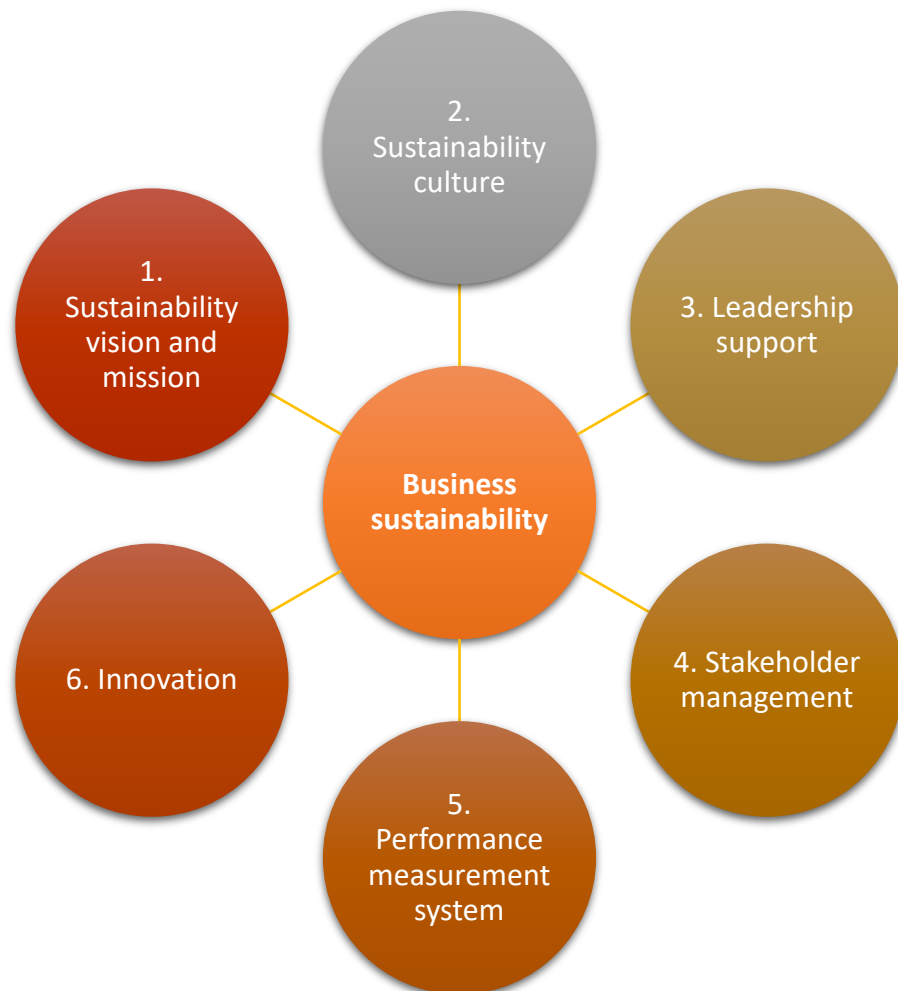 1.
Sustainability
vision and
mission
2.
Sustainability
culture
3. Leadership
support
4. Stakeholder
management
5.
Performance
measurement
system
6. Innovation
Business
sustainability